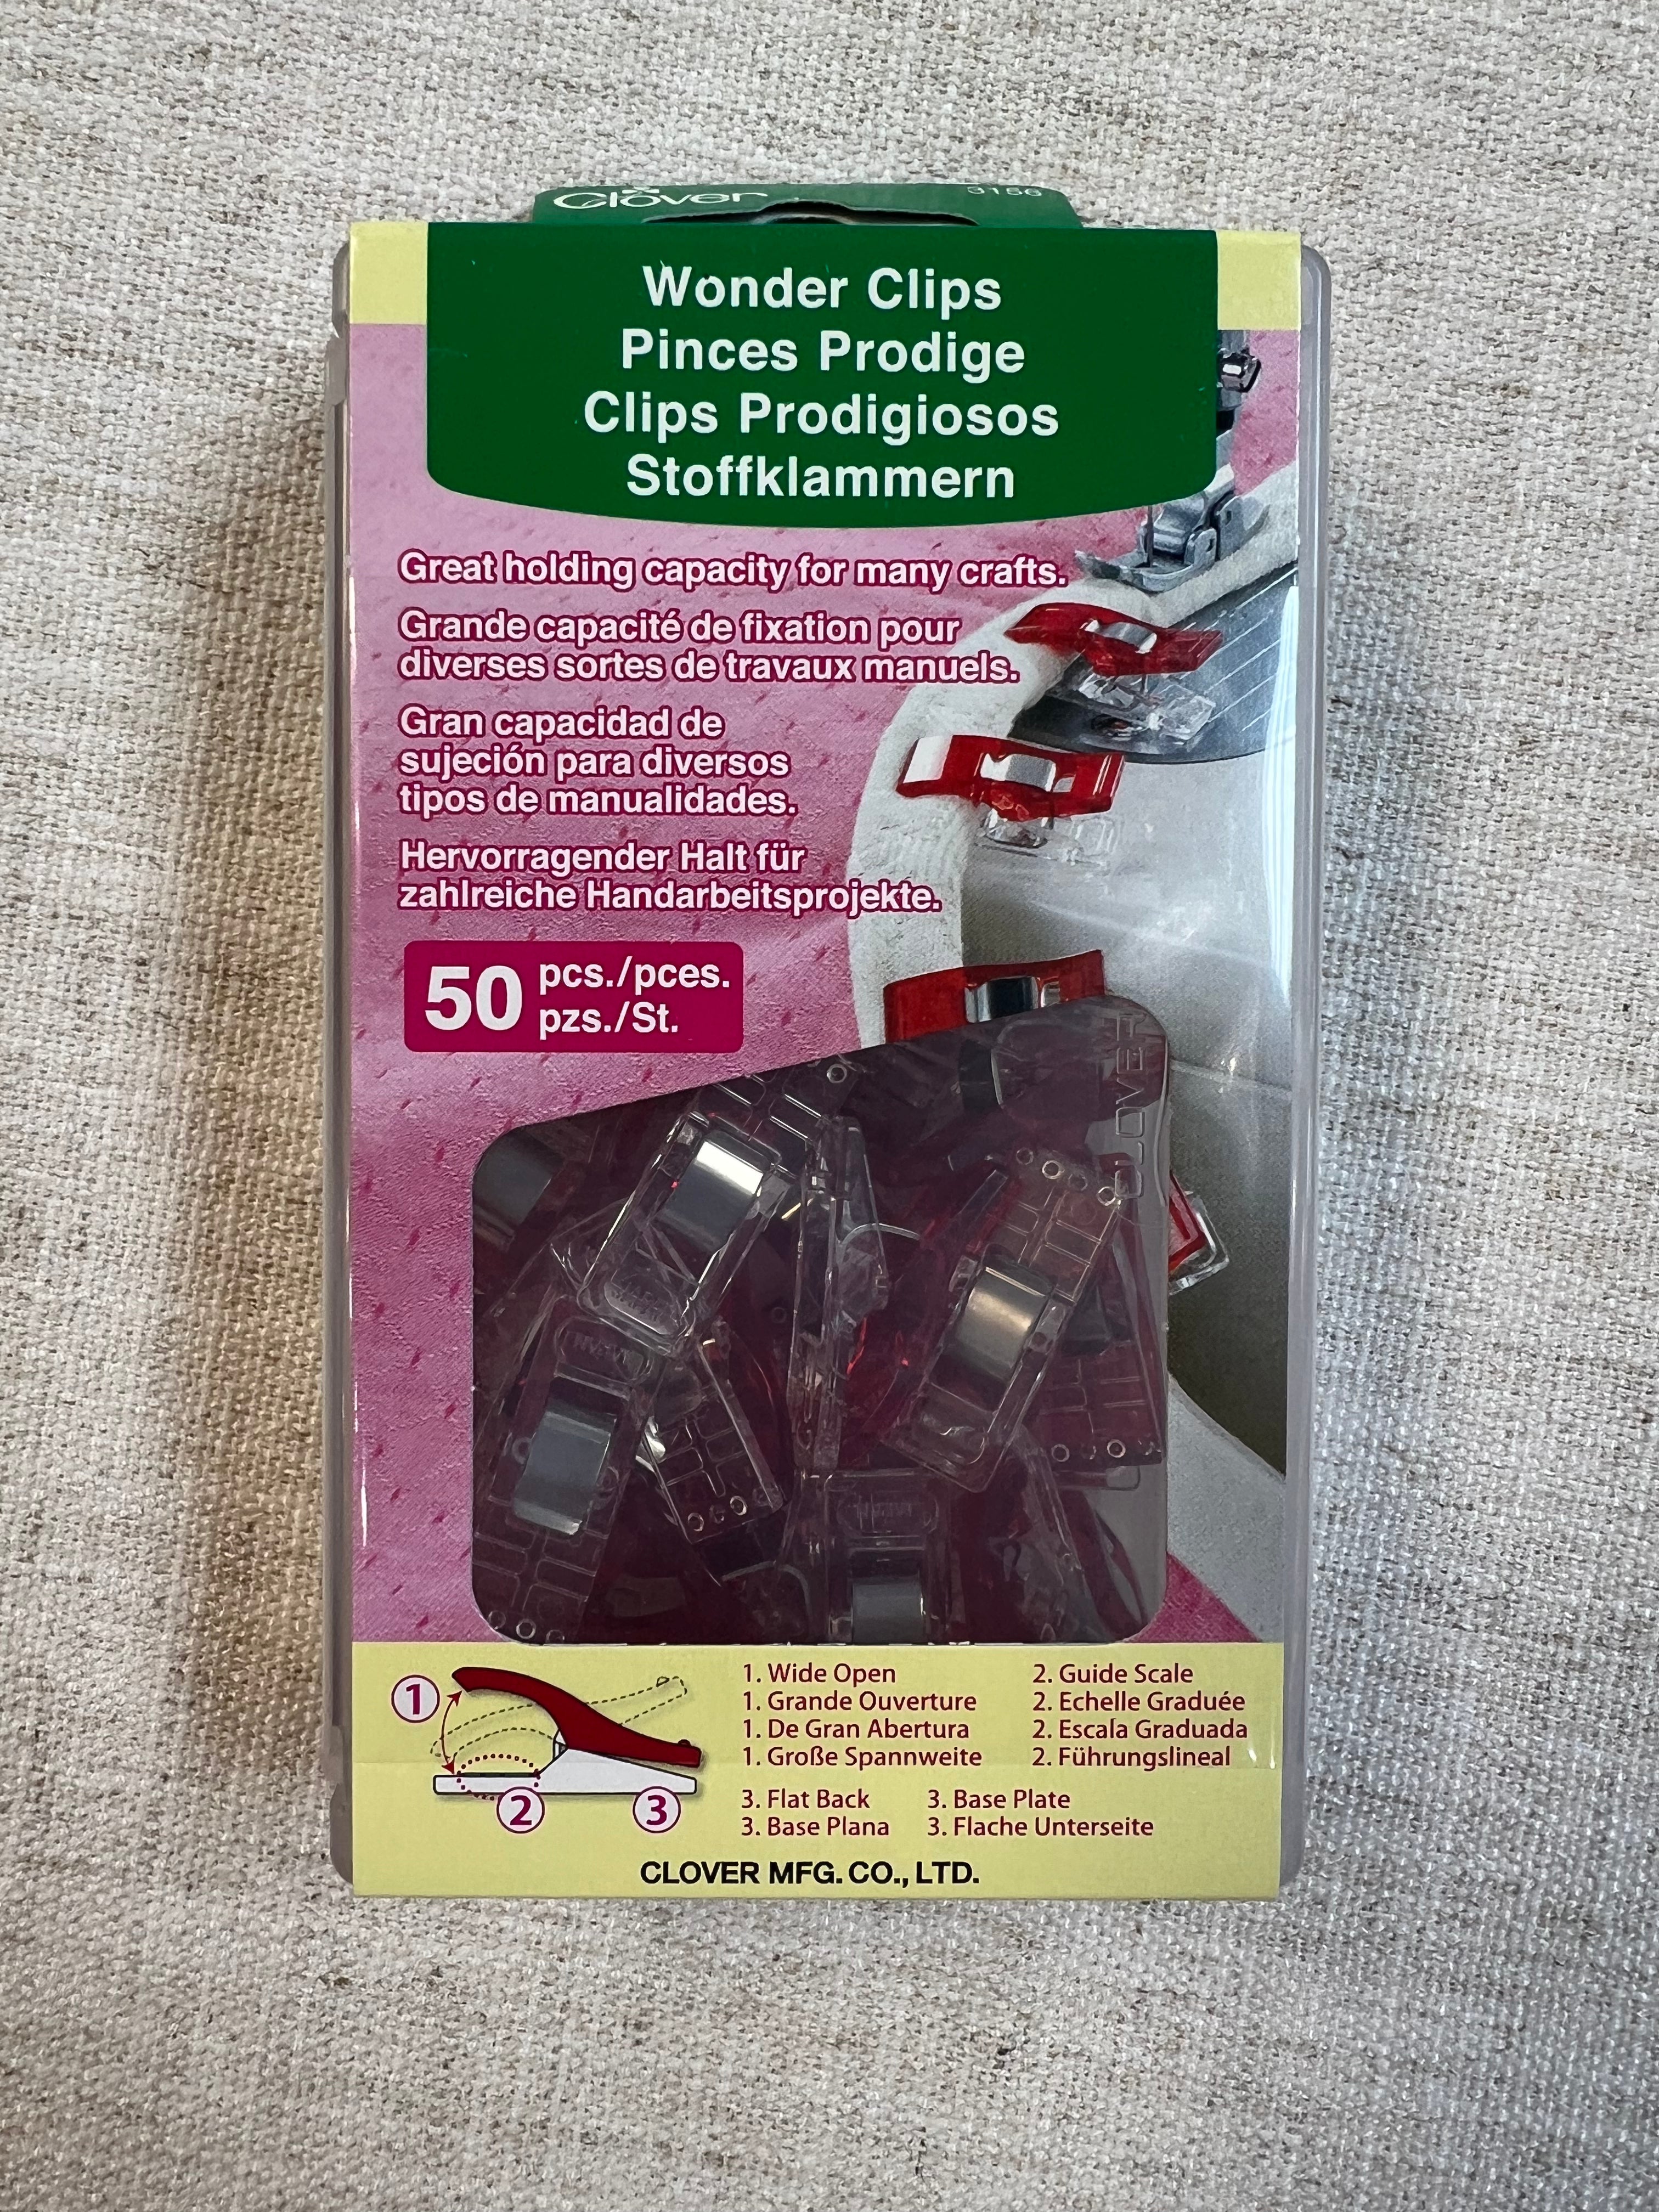 Clover 3156
Wonder Clips
Pinces Prodige
Clips Prodigiosos
Stoffklammern
Great holding capacity for many crafts.
Grande capacité de fixation pour
diverses sortes de travaux manuels.
Gran capacidad de
sujeción para diversos
tipos de manualidades.
Hervorragender Halt für
zahlreiche Handarbeitsprojekte.
50 pcs./pces.
pzs./St.
CLOVER
1
2
3
1. Wide Open
1. Grande Ouverture
1. De Gran Abertura
1. Große Spannweite
2. Guide Scale
2. Echelle Graduée
2. Escala Graduada
2. Führungslineal
3. Flat Back
3. Base Plana
3. Base Plate
3. Flache Unterseite
CLOVER MFG. CO., LTD.